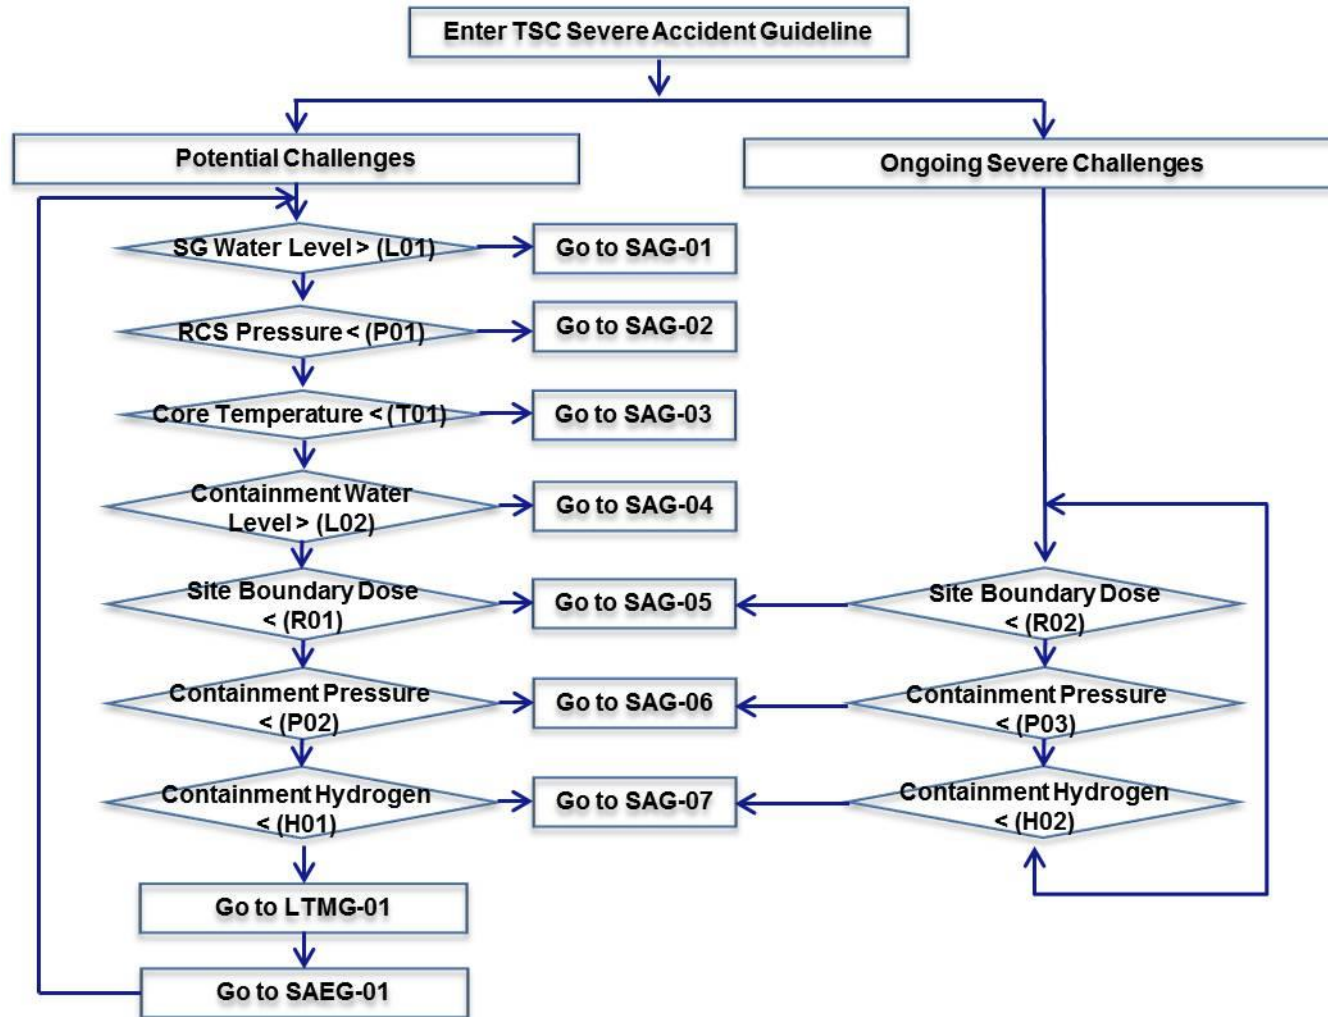 Enter TSC Severe Accident Guideline
Potential Challenges
Ongoing Severe Challenges
SG Water Level > (L01)
Go to SAG-01
RCS Pressure < (P01)
Go to SAG-02
Core Temperature < (T01)
Go to SAG-03
Containment Water
Level > (L02)
Go to SAG-04
Site Boundary Dose
< (R01)
Go to SAG-05
Site Boundary Dose
< (R02)
Containment Pressure
< (P02)
Go to SAG-06
Containment Pressure
< (P03)
Containment Hydrogen
< (H01)
Go to SAG-07
Containment Hydrogen
< (H02)
Go to LTMG-01
Go to SAEG-01